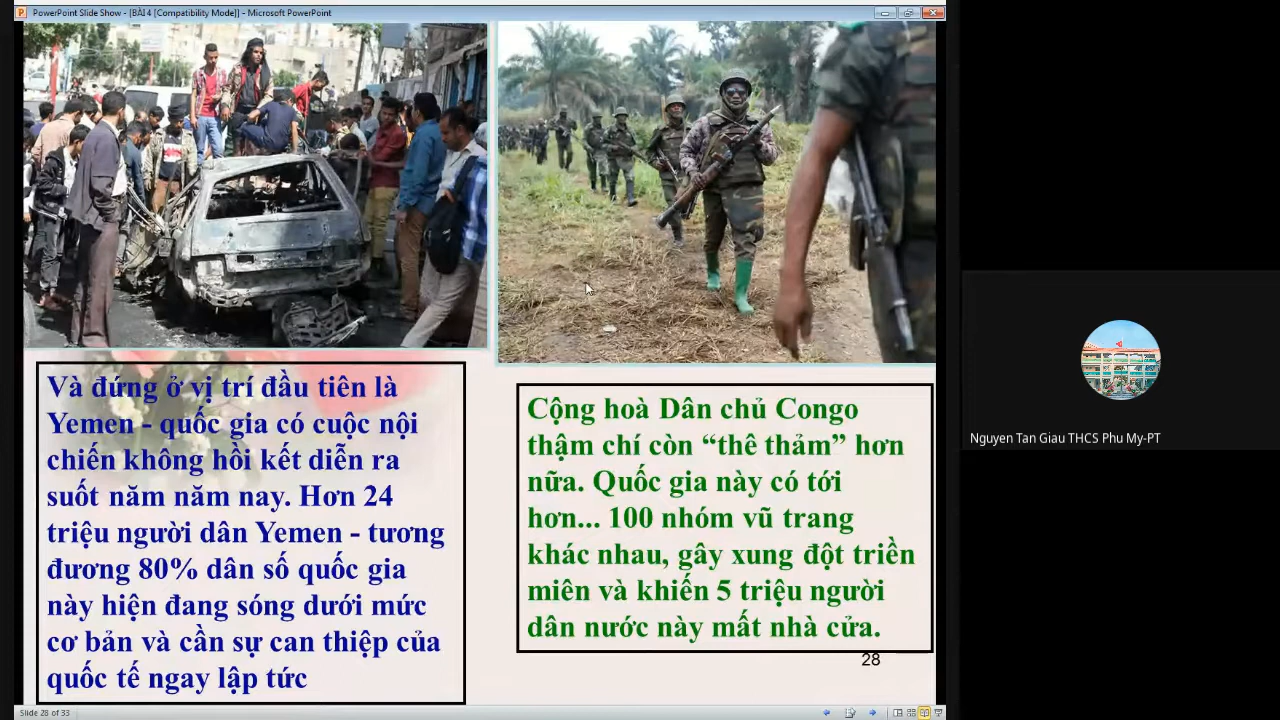 PowerPoint Slide Show - [BÀI 4 [Compatibility Mode]] - Microsoft PowerPoint
Và đứng ở vị trí đầu tiên là
Yemen - quốc gia có cuộc nội
chiến không hồi kết diễn ra
suốt năm năm nay. Hơn 24
triệu người dân Yemen - tương
đương 80% dân số quốc gia
này hiện đang sóng dưới mức
cơ bản và cần sự can thiệp của
quốc tế ngay lập tức
Cộng hoà Dân chủ Congo
thậm chí còn “thê thảm” hơn
nữa. Quốc gia này có tới
hơn... 100 nhóm vũ trang
khác nhau, gây xung đột triền
miên và khiến 5 triệu người
dân nước này mất nhà cửa.
28
Nguyen Tan Giau THCS Phu My-PT
Slide 28 of 33